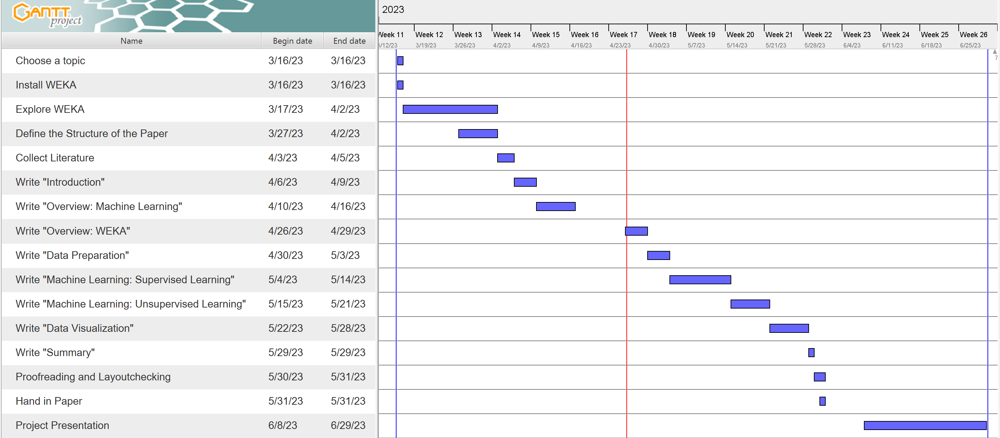 GANTT
project
2023
Week 11 Week 12 Week 13 Week 14 Week 15 Week 16 Week 17 Week 18 Week 19 Week 20 Week 21 Week 22 Week 23 Week 24 Week 25 Week 26
Name Begin date End date
3/12/23 3/19/23 3/26/23 4/2/23 4/9/23 4/16/23 4/23/23 4/30/23 5/7/23 5/14/23 5/21/23 5/28/23 6/4/23 6/11/23 6/18/23 6/25/23
7
Choose a topic 3/16/23 3/16/23
Install WEKA 3/16/23 3/16/23
Explore WEKA 3/17/23 4/2/23
Define the Structure of the Paper 3/27/23 4/2/23
Collect Literature 4/3/23 4/5/23
Write "Introduction" 4/6/23 4/9/23
Write "Overview: Machine Learning" 4/10/23 4/16/23
Write "Overview: WEKA" 4/26/23 4/29/23
Write "Data Preparation" 4/30/23 5/3/23
Write "Machine Learning: Supervised Learning" 5/4/23 5/14/23
Write "Machine Learning: Unsupervised Learning" 5/15/23 5/21/23
Write "Data Visualization" 5/22/23 5/28/23
Write "Summary" 5/29/23 5/29/23
Proofreading and Layoutchecking 5/30/23 5/31/23
Hand in Paper 5/31/23 5/31/23
Project Presentation 6/8/23 6/29/23